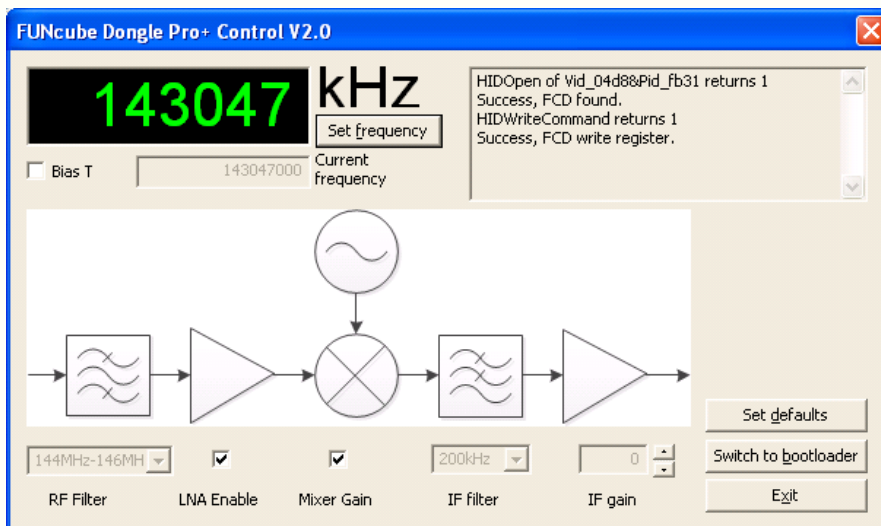 FUNcube Dongle Pro+ Control V2.0
143047 kHz
Set frequency
Bias T
143047000
Current
frequency
HIDOpen of Vid_04d8&Pid_fb31 returns 1
Success, FCD found.
HIDWriteCommand returns 1
Success, FCD write register.
Set defaults
144MHz-146MH
200kHz
0
Switch to bootloader
RF Filter
LNA Enable
Mixer Gain
IF filter
IF gain
Exit